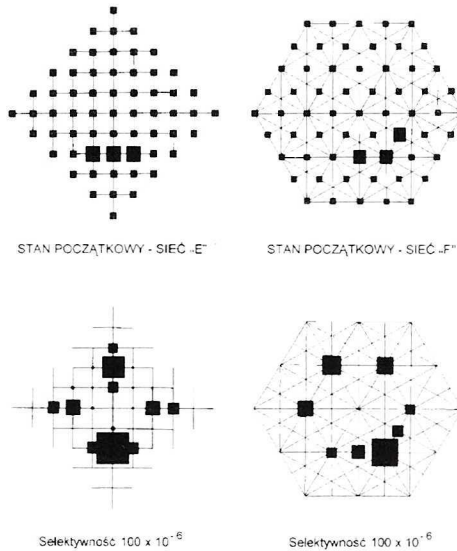 STAN POCZĄTKOWY - SIEĆ „E"
STAN POCZĄTKOWY - SIEĆ „F"
Selektywność 100 x 10⁻⁶
Selektywność 100 x 10⁻⁶